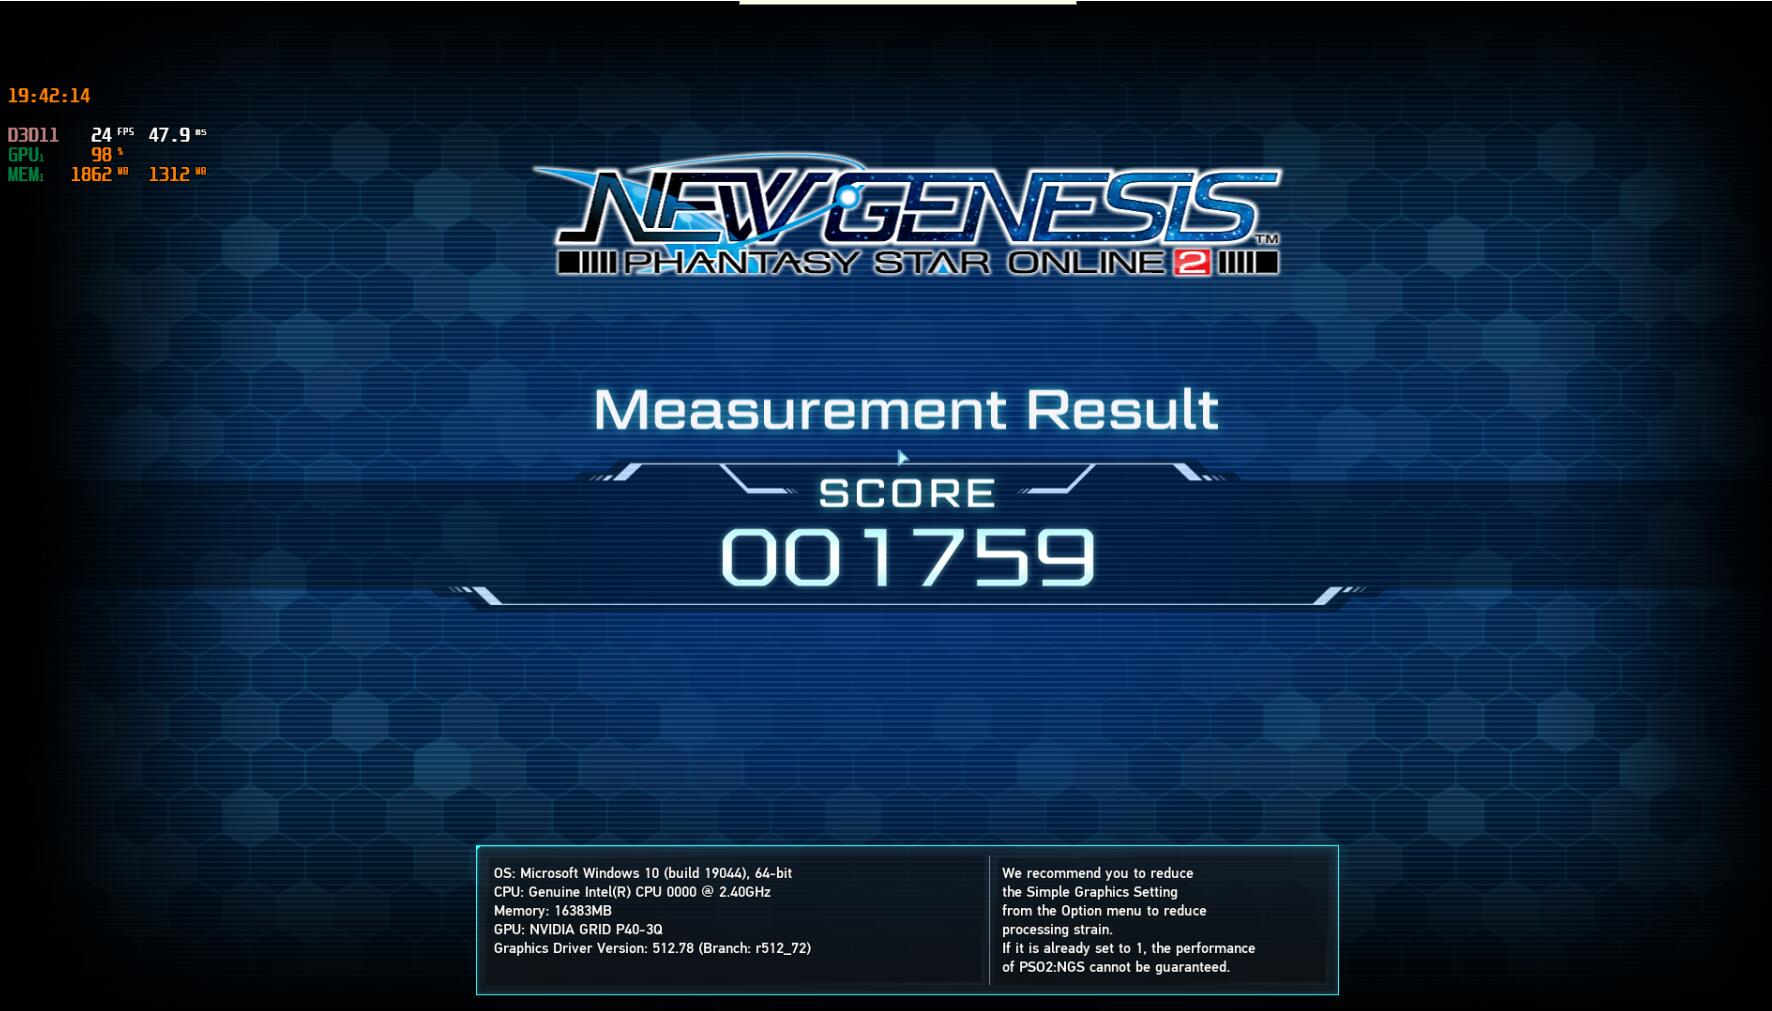 19:42:14
D3D11 24 FPS 47.9 ms
GPU1 98 %
MEM1 1862 MB 1312 MB
NEW GENESIS TM
PHANTASY STAR ONLINE 2
Measurement Result
SCORE
001759
OS: Microsoft Windows 10 (build 19044), 64-bit
CPU: Genuine Intel(R) CPU 0000 @ 2.40GHz
Memory: 16383MB
GPU: NVIDIA GRID P40-3Q
Graphics Driver Version: 512.78 (Branch: r512_72)
We recommend you to reduce
the Simple Graphics Setting
from the Option menu to reduce
processing strain.
If it is already set to 1, the performance
of PSO2:NGS cannot be guaranteed.